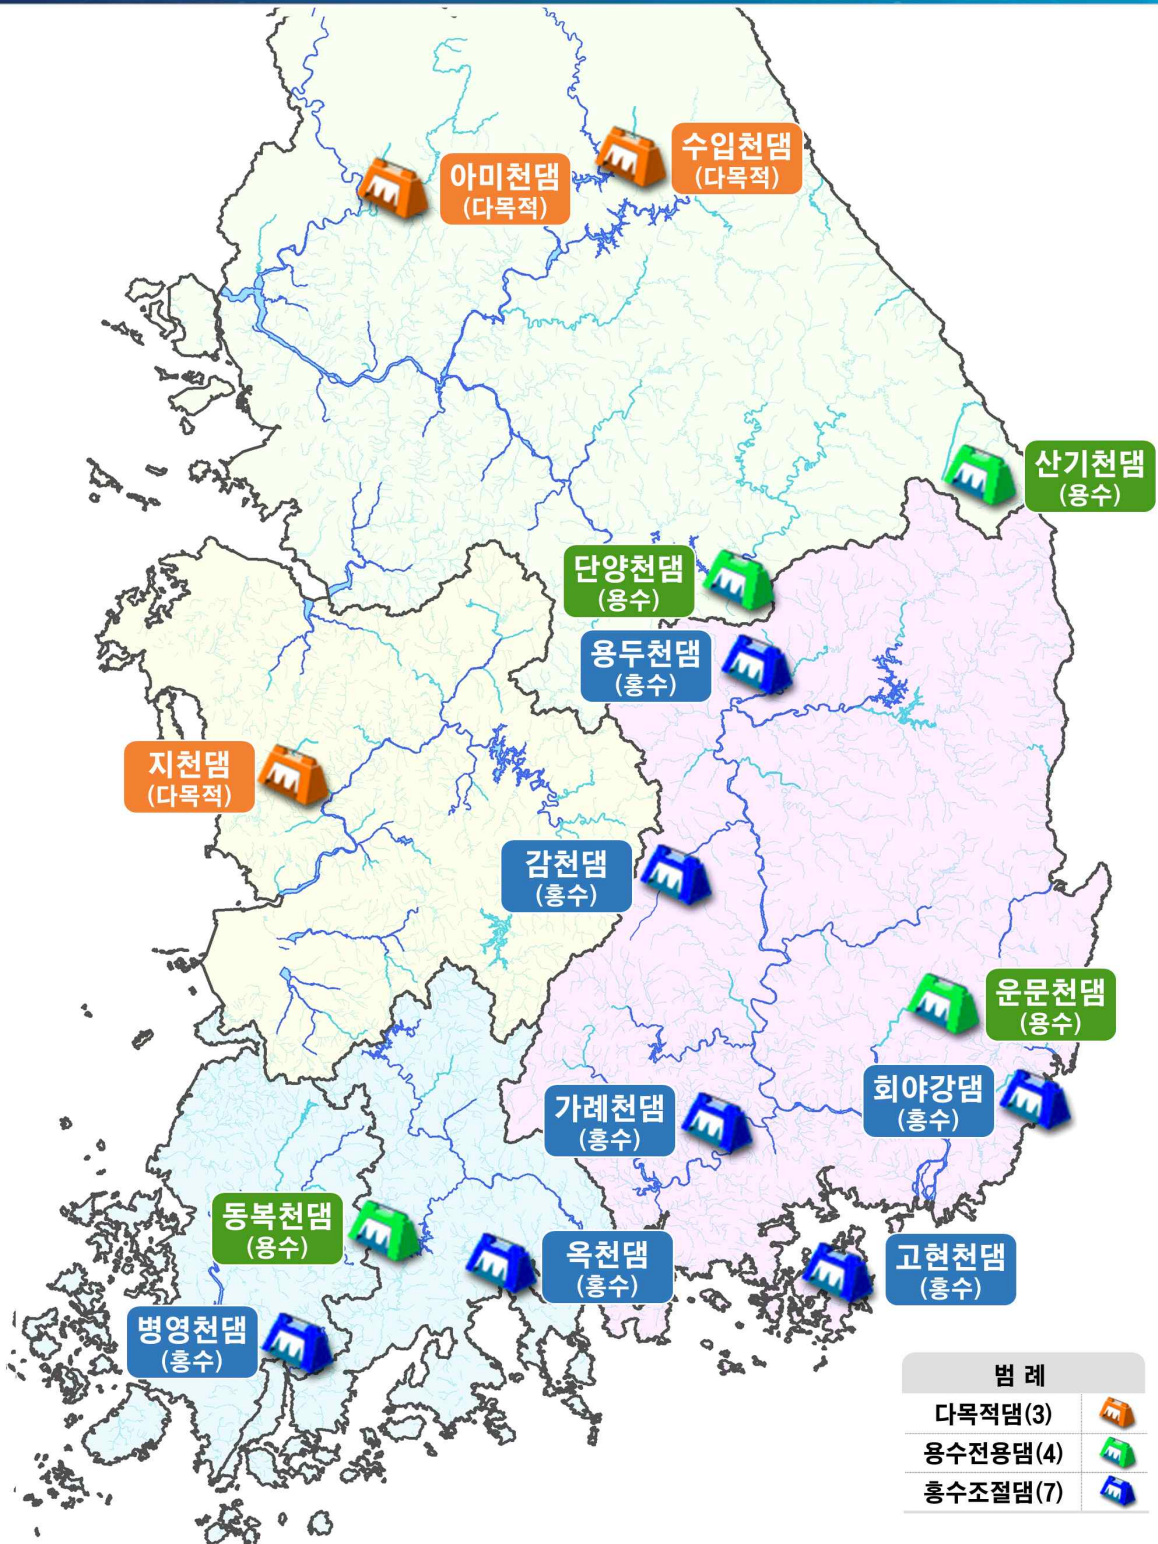 수입천댐
(다목적)
아미천댐
(다목적)
산기천댐
(용수)
단양천댐
(용수)
용두천댐
(홍수)
지천댐
(다목적)
감천댐
(홍수)
운문천댐
(용수)
회야강댐
(홍수)
가례천댐
(홍수)
동복천댐
(용수)
옥천댐
(홍수)
고현천댐
(홍수)
병영천댐
(홍수)
범 례
다목적댐(3)
용수전용댐(4)
홍수조절댐(7)